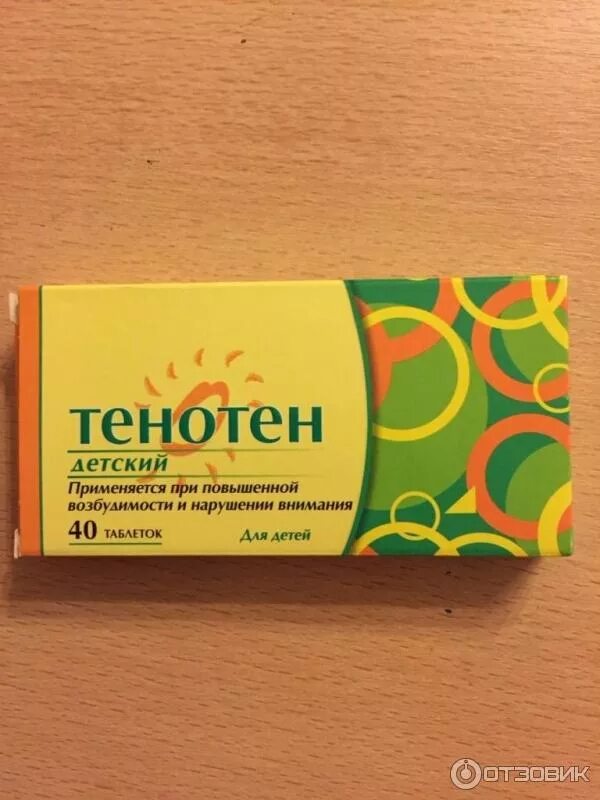 ТЕНОТЕН
детский
Применяется при повышенной
возбудимости и нарушении внимания
40 ТАБЛЕТОК
Для детей
ОТЗОВИК